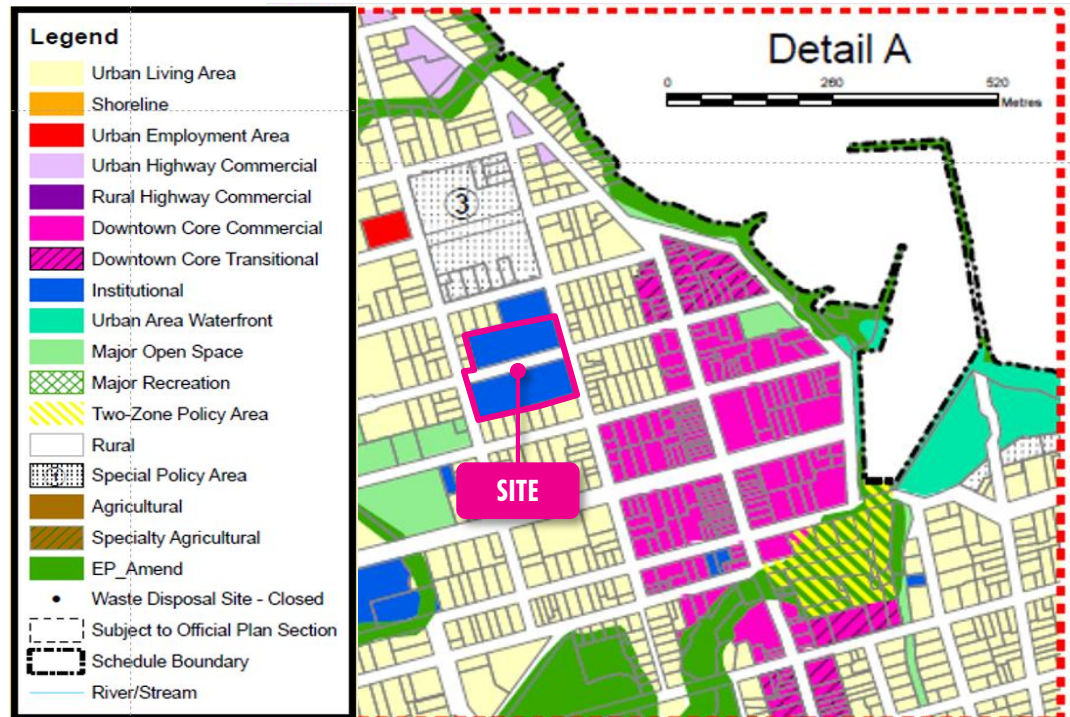 Legend
Urban Living Area
Shoreline
Urban Employment Area
Urban Highway Commercial
Rural Highway Commercial
Downtown Core Commercial
Downtown Core Transitional
Institutional
Urban Area Waterfront
Major Open Space
Major Recreation
Two-Zone Policy Area
Rural
Special Policy Area
Agricultural
Specialty Agricultural
EP_Amend
Waste Disposal Site - Closed
Subject to Official Plan Section
Schedule Boundary
River/Stream
Detail A
0 260 520
Metres
3
SITE